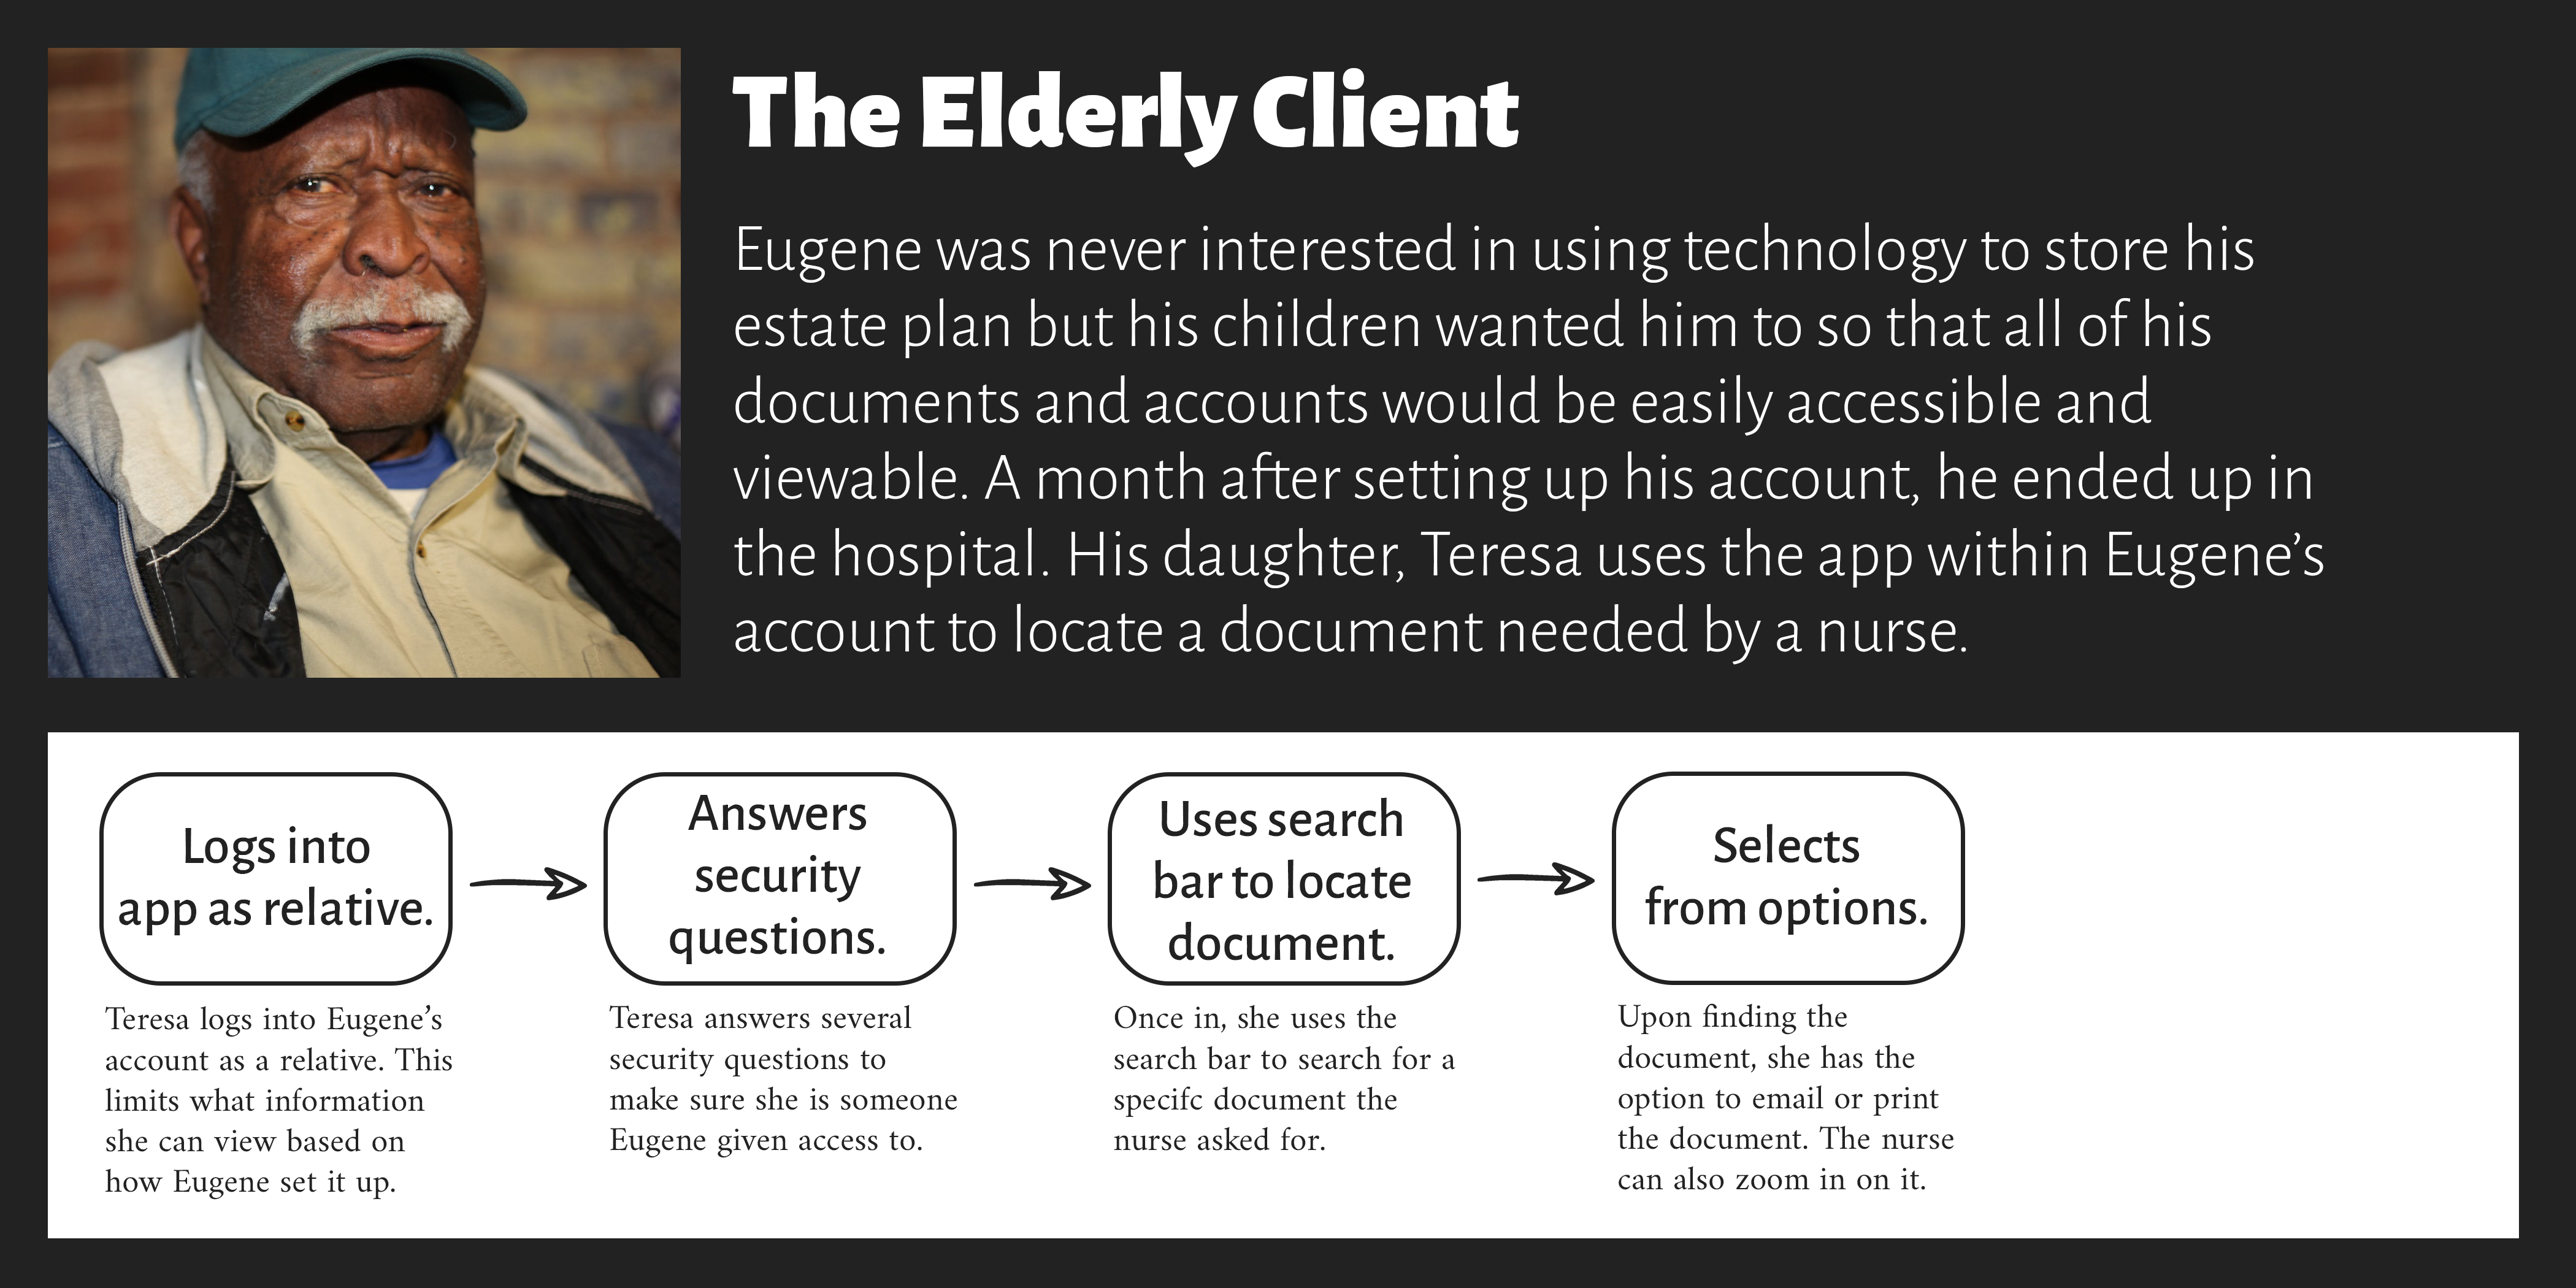 The Elderly Client
Eugene was never interested in using technology to store his
estate plan but his children wanted him to so that all of his
documents and accounts would be easily accessible and
viewable. A month after setting up his account, he ended up in
the hospital. His daughter, Teresa uses the app within Eugene’s
account to locate a document needed by a nurse.
Logs into
app as relative.
Teresa logs into Eugene’s
account as a relative. This
limits what information
she can view based on
how Eugene set it up.
Answers
security
questions.
Teresa answers several
security questions to
make sure she is someone
Eugene given access to.
Uses search
bar to locate
document.
Once in, she uses the
search bar to search for a
specifc document the
nurse asked for.
Selects
from options.
Upon finding the
document, she has the
option to email or print
the document. The nurse
can also zoom in on it.